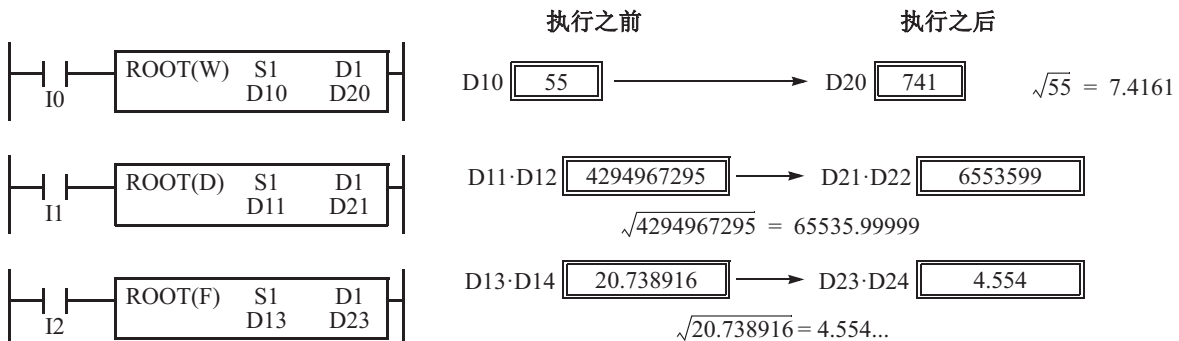 执行之前 执行之后
ROOT(W) S1 D1
D10 D20
I0
D10 55 D20 741 √55 = 7.4161
ROOT(D) S1 D1
D11 D21
I1
D11·D12 4294967295 D21·D22 6553599
√4294967295 = 65535.99999
ROOT(F) S1 D1
D13 D23
I2
D13·D14 20.738916 D23·D24 4.554
√20.738916 = 4.554...